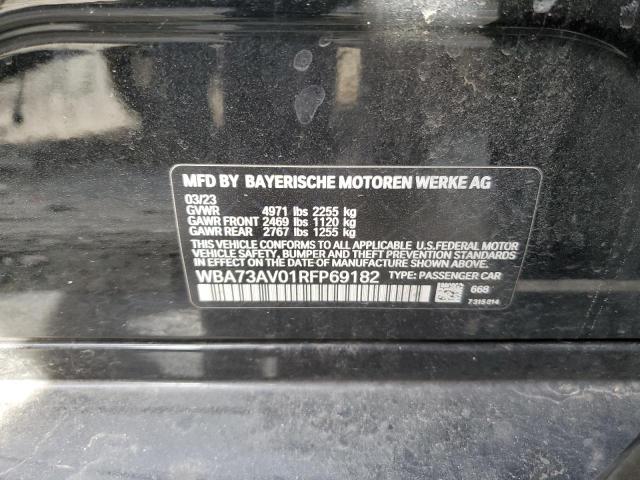 MFD BY BAYERISCHE MOTOREN WERKE AG
03/23
GVWR 4971 lbs 2255 kg
GAWR FRONT 2469 lbs 1120 kg
GAWR REAR 2767 lbs 1255 kg
THIS VEHICLE CONFORMS TO ALL APPLICABLE U.S.FEDERAL MOTOR
VEHICLE SAFETY, BUMPER AND THEFT PREVENTION STANDARDS
IN EFFECT ON THE DATE OF MANUFACTURE SHOWN ABOVE.
WBA73AV01RFP69182 TYPE: PASSENGER CAR
668
7 315 014